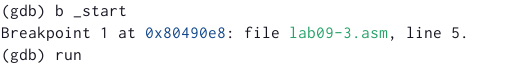 (gdb) b _start
Breakpoint 1 at 0x80490e8: file lab09-3.asm, line 5.
(gdb) run